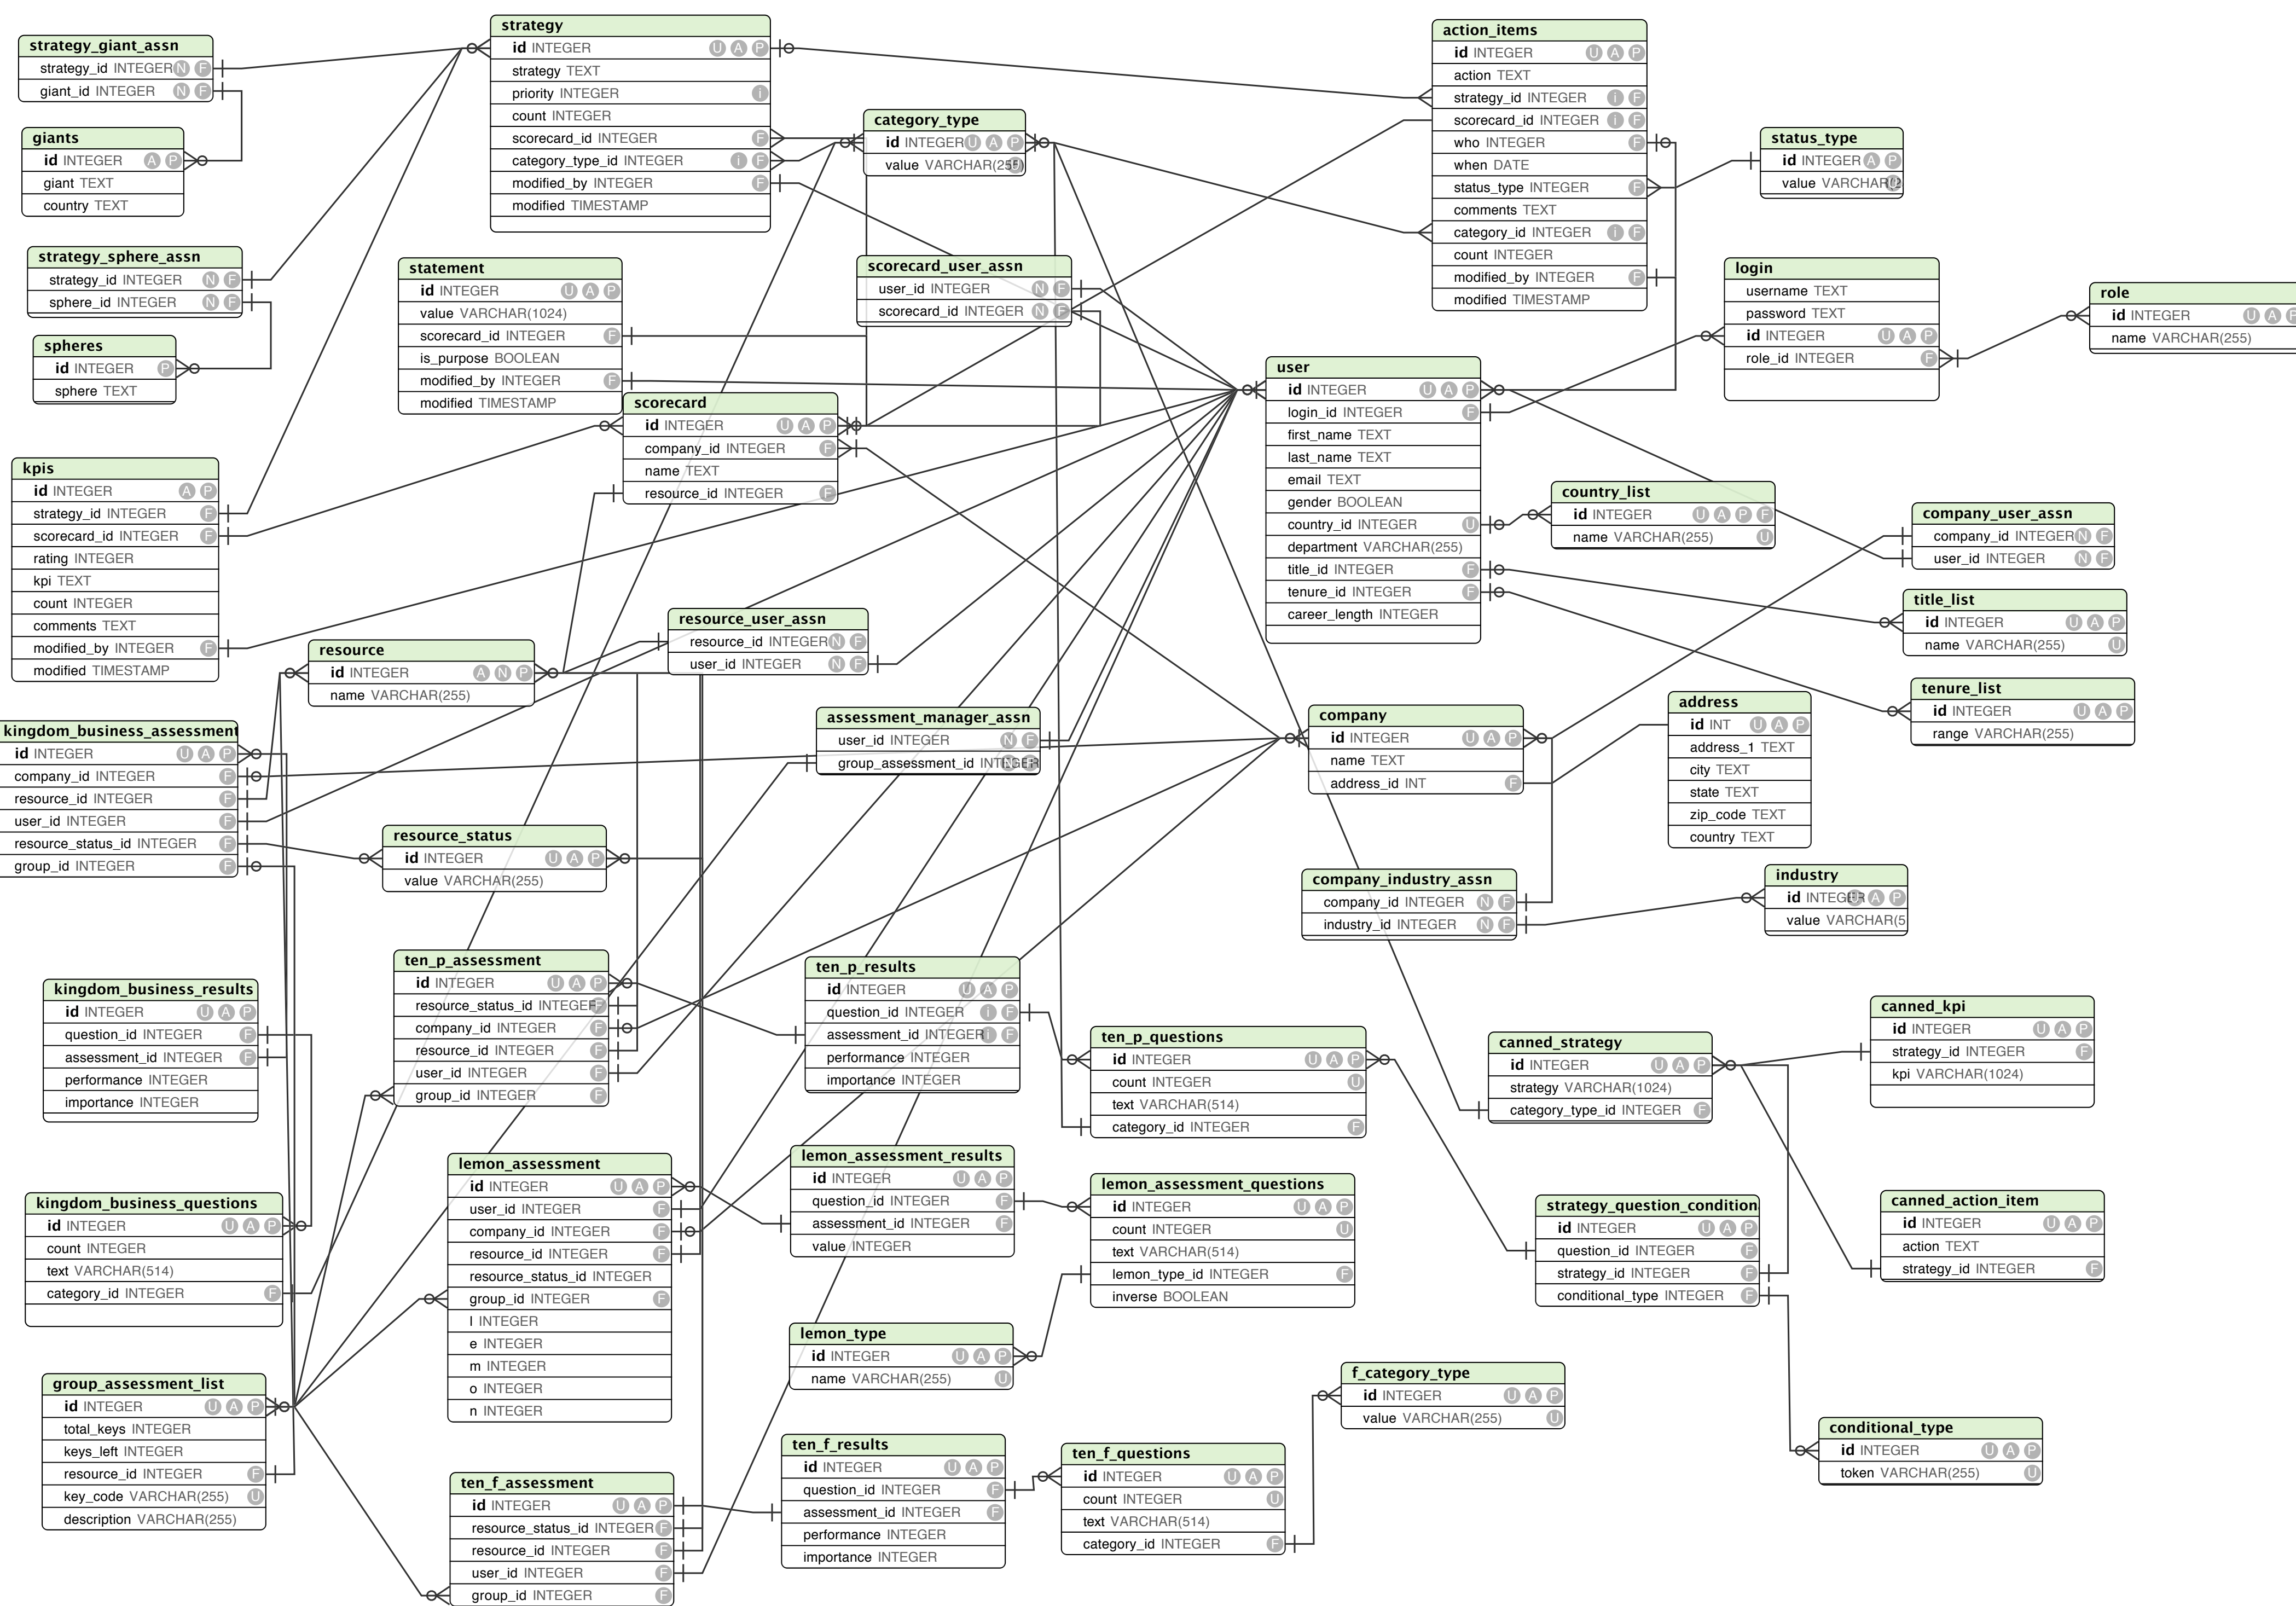 strategy_giant_assn
strategy_id INTEGER N F
giant_id INTEGER N F
giants
id INTEGER A P
giant TEXT
country TEXT
strategy_sphere_assn
strategy_id INTEGER N F
sphere_id INTEGER N F
spheres
id INTEGER P
sphere TEXT
strategy
id INTEGER U A P
strategy TEXT
priority INTEGER i
count INTEGER
scorecard_id INTEGER F
category_type_id INTEGER i F
modified_by INTEGER F
modified TIMESTAMP
category_type
id INTEGER U A P
value VARCHAR(255)
action_items
id INTEGER U A P
action TEXT
strategy_id INTEGER i F
scorecard_id INTEGER i F
who INTEGER F
when DATE
status_type INTEGER F
comments TEXT
category_id INTEGER i F
count INTEGER
modified_by INTEGER F
modified TIMESTAMP
status_type
id INTEGER A P
value VARCHAR(2
login
username TEXT
password TEXT
id INTEGER U A P
role_id INTEGER F
role
id INTEGER U A P
name VARCHAR(255)
statement
id INTEGER U A P
value VARCHAR(1024)
scorecard_id INTEGER F
is_purpose BOOLEAN
modified_by INTEGER F
modified TIMESTAMP
scorecard_user_assn
user_id INTEGER N F
scorecard_id INTEGER N F
scorecard
id INTEGER U A P
company_id INTEGER F
name TEXT
resource_id INTEGER F
user
id INTEGER U A P
login_id INTEGER F
first_name TEXT
last_name TEXT
email TEXT
gender BOOLEAN
country_id INTEGER U
department VARCHAR(255)
title_id INTEGER F
tenure_id INTEGER F
career_length INTEGER
country_list
id INTEGER U A P F
name VARCHAR(255) U
company_user_assn
company_id INTEGER N F
user_id INTEGER N F
title_list
id INTEGER U A P
name VARCHAR(255) U
tenure_list
id INTEGER U A P
range VARCHAR(255)
kpis
id INTEGER A P
strategy_id INTEGER F
scorecard_id INTEGER F
rating INTEGER
kpi TEXT
count INTEGER
comments TEXT
modified_by INTEGER F
modified TIMESTAMP
resource
id INTEGER A N P
name VARCHAR(255)
resource_user_assn
resource_id INTEGER N F
user_id INTEGER N F
kingdom_business_assessment
id INTEGER U A P
company_id INTEGER F
resource_id INTEGER F
user_id INTEGER F
resource_status_id INTEGER F
group_id INTEGER F
assessment_manager_assn
user_id INTEGER N F
group_assessment_id INTEGER
company
id INTEGER U A P
name TEXT
address_id INT F
address
id INT U A P
address_1 TEXT
city TEXT
state TEXT
zip_code TEXT
country TEXT
resource_status
id INTEGER U A P
value VARCHAR(255)
company_industry_assn
company_id INTEGER N F
industry_id INTEGER N F
industry
id INTEGER U A P
value VARCHAR(5
kingdom_business_results
id INTEGER U A P
question_id INTEGER F
assessment_id INTEGER F
performance INTEGER
importance INTEGER
ten_p_assessment
id INTEGER U A P
resource_status_id INTEGER F
company_id INTEGER F
resource_id INTEGER F
user_id INTEGER F
group_id INTEGER F
ten_p_results
id INTEGER U A P
question_id INTEGER i F
assessment_id INTEGER i F
performance INTEGER
importance INTEGER
ten_p_questions
id INTEGER U A P
count INTEGER U
text VARCHAR(514)
category_id INTEGER F
canned_strategy
id INTEGER U A P
strategy VARCHAR(1024)
category_type_id INTEGER F
canned_kpi
id INTEGER U A P
strategy_id INTEGER F
kpi VARCHAR(1024)
kingdom_business_questions
id INTEGER U A P
count INTEGER
text VARCHAR(514)
category_id INTEGER F
lemon_assessment
id INTEGER U A P
user_id INTEGER F
company_id INTEGER F
resource_id INTEGER F
resource_status_id INTEGER
group_id INTEGER F
l INTEGER
e INTEGER
m INTEGER
o INTEGER
n INTEGER
lemon_assessment_results
id INTEGER U A P
question_id INTEGER F
assessment_id INTEGER F
value INTEGER
lemon_assessment_questions
id INTEGER U A P
count INTEGER U
text VARCHAR(514)
lemon_type_id INTEGER F
inverse BOOLEAN
strategy_question_condition
id INTEGER U A P
question_id INTEGER F
strategy_id INTEGER F
conditional_type INTEGER F
canned_action_item
id INTEGER U A P
action TEXT
strategy_id INTEGER F
group_assessment_list
id INTEGER U A P
total_keys INTEGER
keys_left INTEGER
resource_id INTEGER F
key_code VARCHAR(255) U
description VARCHAR(255)
lemon_type
id INTEGER U A P
name VARCHAR(255) U
f_category_type
id INTEGER U A P
value VARCHAR(255) U
conditional_type
id INTEGER U A P
token VARCHAR(255) U
ten_f_assessment
id INTEGER U A P
resource_status_id INTEGER F
resource_id INTEGER F
user_id INTEGER F
group_id INTEGER F
ten_f_results
id INTEGER U A P
question_id INTEGER F
assessment_id INTEGER F
performance INTEGER
importance INTEGER
ten_f_questions
id INTEGER U A P
count INTEGER U
text VARCHAR(514)
category_id INTEGER F